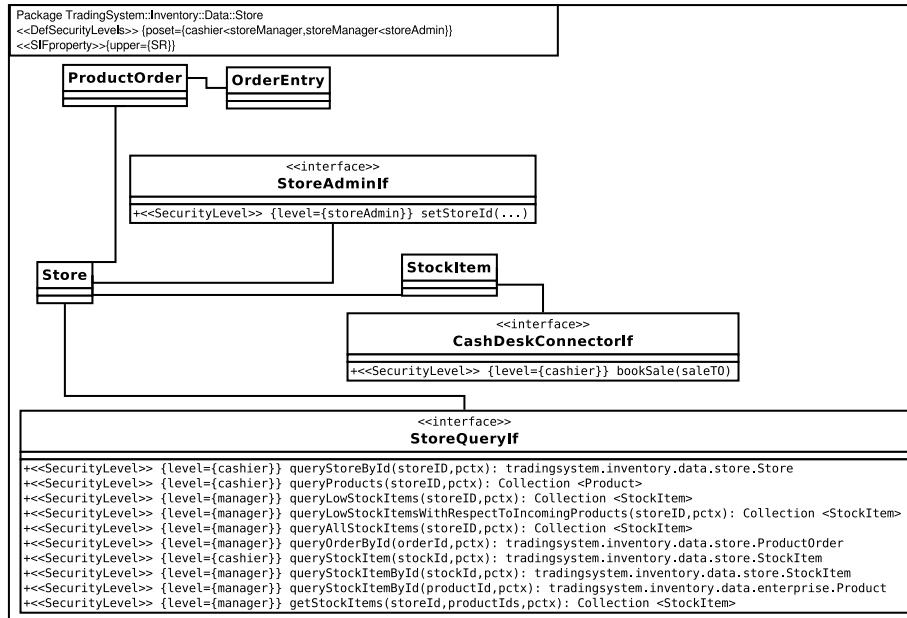 Package TradingSystem::Inventory::Data::Store
<<DefSecurityLevels>> {poset={cashier<storeManager,storeManager<storeAdmin}}
<<SIFproperty>>{upper={SR}}
ProductOrder
OrderEntry
<<interface>>
StoreAdminIf
+<<SecurityLevel>> {level={storeAdmin}} setStoreId(...)
Store
StockItem
<<interface>>
CashDeskConnectorIf
+<<SecurityLevel>> {level={cashier}} bookSale(saleTO)
<<interface>>
StoreQueryIf
+<<SecurityLevel>> {level={cashier}} queryStoreById(storeID,pctx): tradingsystem.inventory.data.store.Store
+<<SecurityLevel>> {level={cashier}} queryProducts(storeID,pctx): Collection <Product>
+<<SecurityLevel>> {level={manager}} queryLowStockItems(storeID,pctx): Collection <StockItem>
+<<SecurityLevel>> {level={manager}} queryLowStockItemsWithRespectToIncomingProducts(storeID,pctx): Collection <StockItem>
+<<SecurityLevel>> {level={manager}} queryAllStockItems(storeID,pctx): Collection <StockItem>
+<<SecurityLevel>> {level={manager}} queryOrderById(orderId,pctx): tradingsystem.inventory.data.store.ProductOrder
+<<SecurityLevel>> {level={cashier}} queryStockItem(stockId,pctx): tradingsystem.inventory.data.store.StockItem
+<<SecurityLevel>> {level={manager}} queryStockItemById(stockId,pctx): tradingsystem.inventory.data.store.StockItem
+<<SecurityLevel>> {level={manager}} queryStockItemById(productId,pctx): tradingsystem.inventory.data.enterprise.Product
+<<SecurityLevel>> {level={manager}} getStockItems(storeId,productIds,pctx): Collection <StockItem>